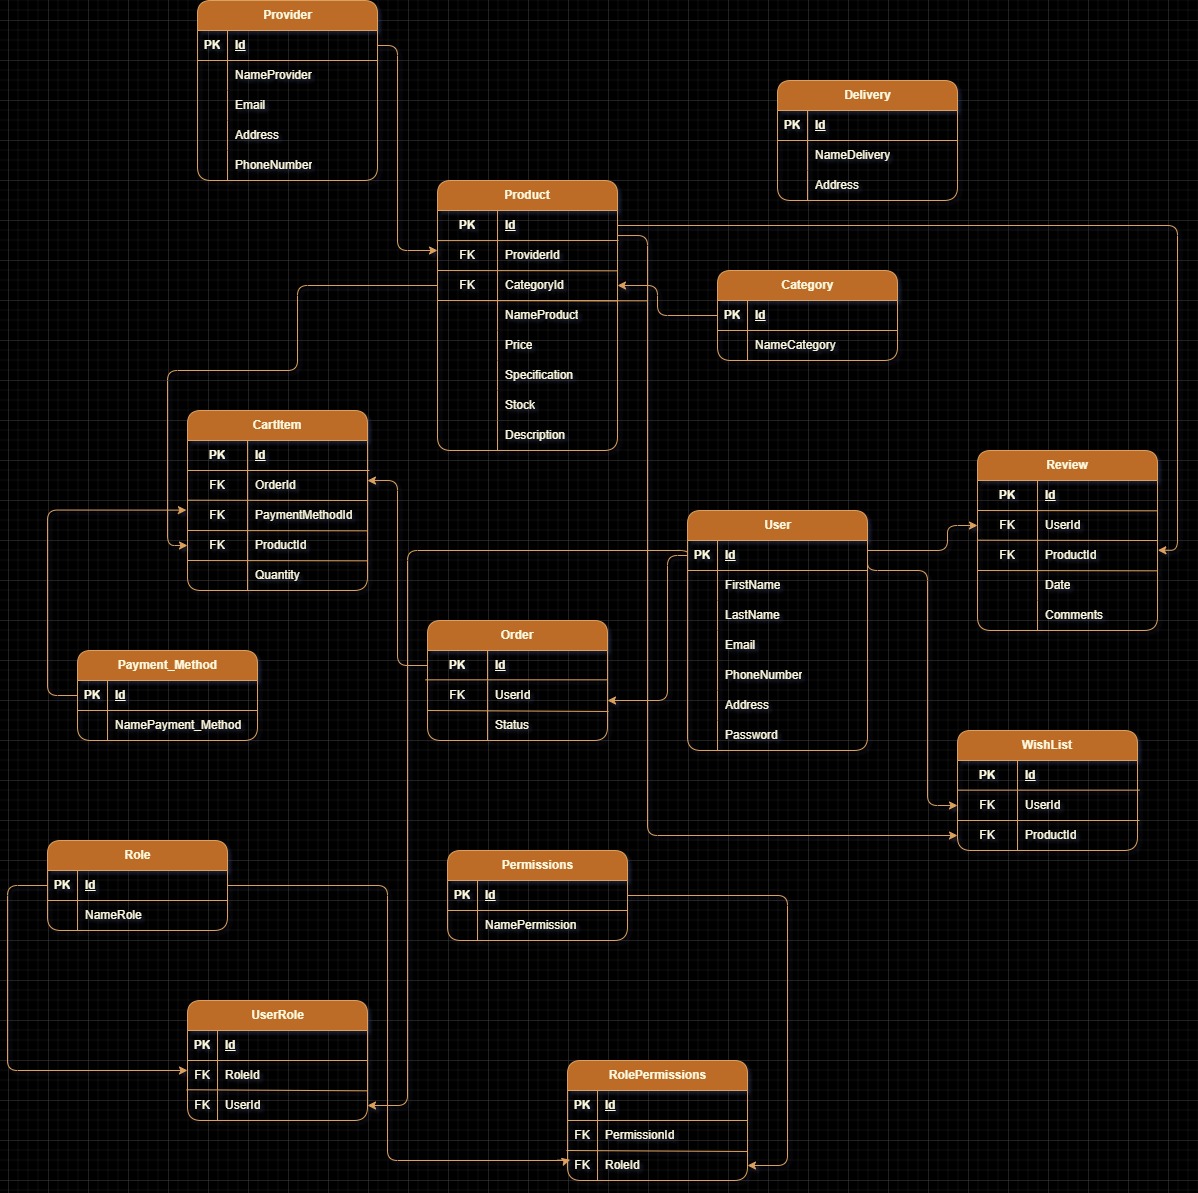 Provider
PK Id
NameProvider
Email
Address
PhoneNumber
Delivery
PK Id
NameDelivery
Address
Product
PK Id
FK ProviderId
FK CategoryId
NameProduct
Price
Specification
Stock
Description
Category
PK Id
NameCategory
CartItem
PK Id
FK OrderId
FK PaymentMethodId
FK ProductId
Quantity
Review
PK Id
FK UserId
FK ProductId
Date
Comments
User
PK Id
FirstName
LastName
Email
PhoneNumber
Address
Password
Order
PK Id
FK UserId
Status
Payment_Method
PK Id
NamePayment_Method
WishList
PK Id
FK UserId
FK ProductId
Role
PK Id
NameRole
Permissions
PK Id
NamePermission
UserRole
PK Id
FK RoleId
FK UserId
RolePermissions
PK Id
FK PermissionId
FK RoleId